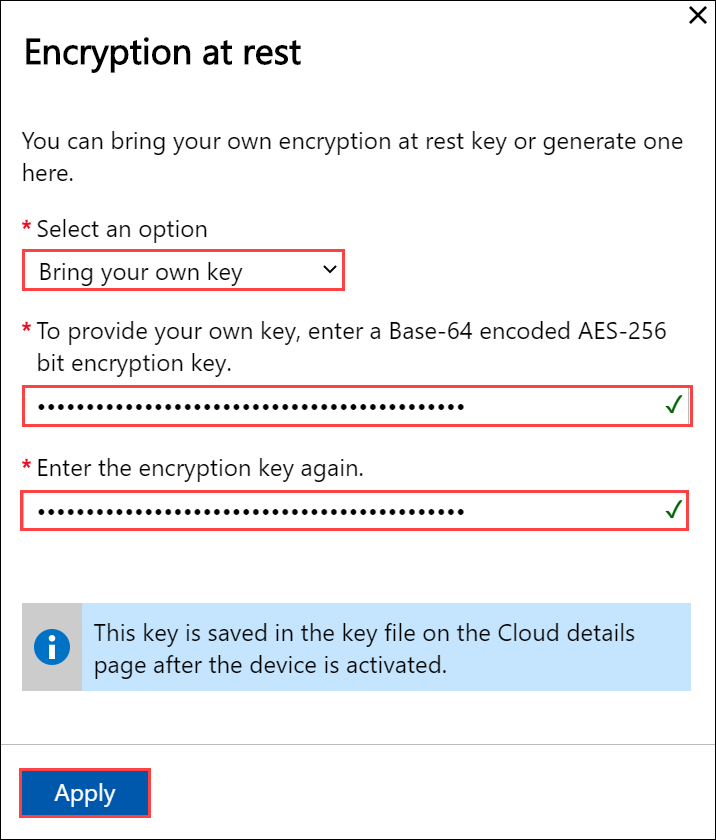 Encryption at rest
You can bring your own encryption at rest key or generate one
here.
* Select an option
Bring your own key
* To provide your own key, enter a Base-64 encoded AES-256
bit encryption key.
••••••••••••••••••••••••••••••••••••••••••••
* Enter the encryption key again.
••••••••••••••••••••••••••••••••••••••••••••
This key is saved in the key file on the Cloud details
page after the device is activated.
Apply